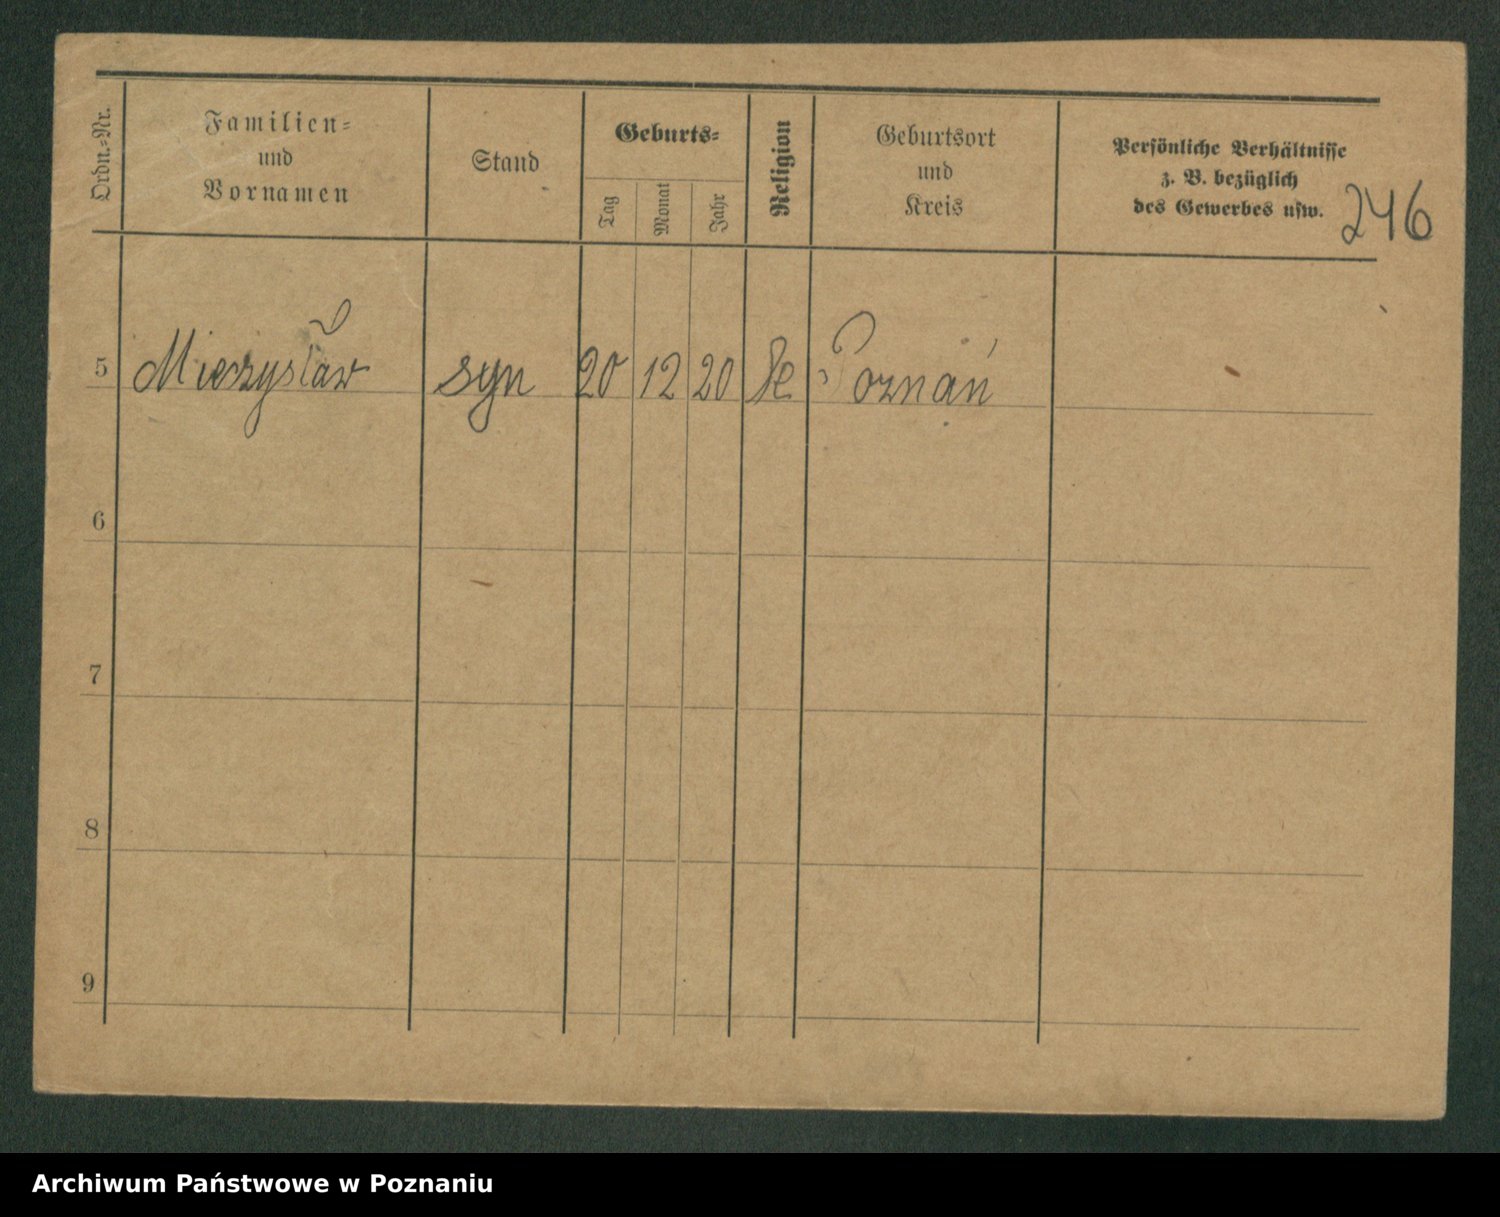 Ordn.-Nr.
Familien-
und
Vornamen
Stand
Geburts-
Tag
Monat
Jahr
Religion
Geburtsort
und
Kreis
Persönliche Verhältnisse
z. B. bezüglich
des Gewerbes usw.
246
5 Mieczysław syn 20 12 20 Poznań
6
7
8
9
Archiwum Państwowe w Poznaniu